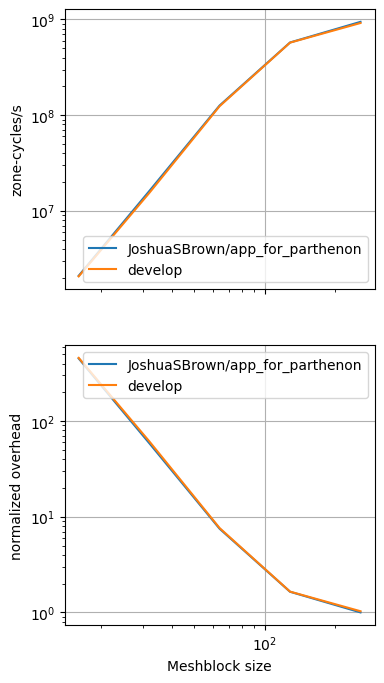 10⁹
10⁸
10⁷
zone-cycles/s
JoshuaSBrown/app_for_parthenon
develop
JoshuaSBrown/app_for_parthenon
develop
10²
10¹
10⁰
normalized overhead
10²
Meshblock size